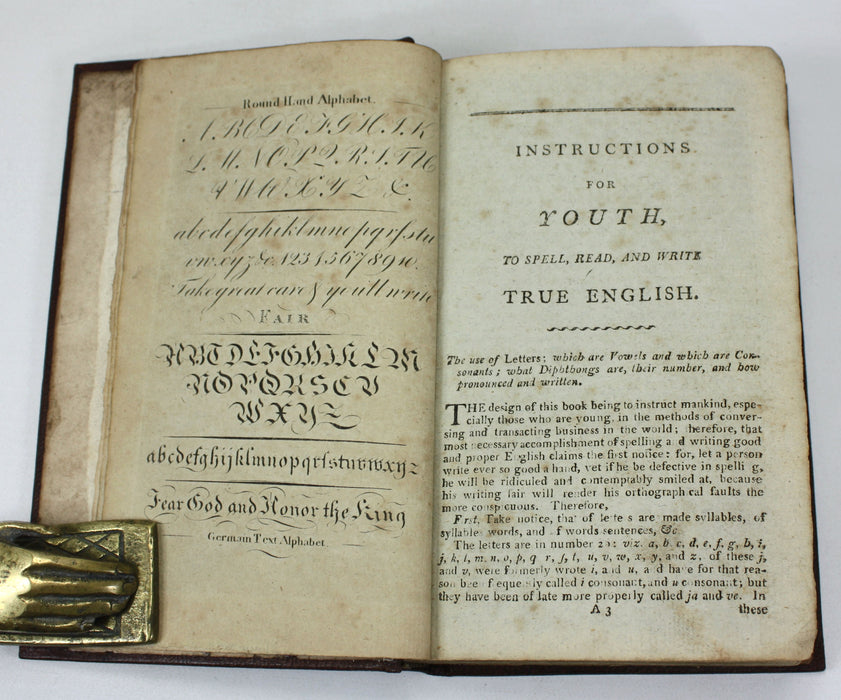 Round Hand Alphabet.
A B C D E F G H I K
L M N O P Q R S T U
V W W X Y Z &.
abcdefghiklmnopqrſstu
vwxyz &c. 1234567890.
Take great care & you'll write
FAIR
ABCDEFGHIKLM
NOPQRSTV
WXYZ
abcdefghijklmnopqrſstuvwxyz
Fear God and Honor the King
German Text Alphabet
INSTRUCTIONS
FOR
YOUTH,
TO SPELL, READ, AND WRITE
TRUE ENGLISH.
The use of Letters; which are Vowels and which are Con-
sonants; what Diphthongs are, their number, and how
pronounced and written.
THE design of this book being to instruct mankind, espe-
cially those who are young, in the methods of conver-
sing and transacting business in the world; therefore, that
most necessary accomplishment of spelling and writing good
and proper English claims the first notice: for, let a person
write ever so good a hand, yet if he be defective in spelling,
he will be ridiculed and contemptibly smiled at, because
his writing fair will render his orthographical faults the
more conspicuous. Therefore,
First, Take notice, that of letters are made syllables, of
syllables words, and of words sentences, &c.
The letters are in number 26: viz. a, b, c, d, e, f, g, h, i,
j, k, l, m, n, o, p, q, r, ſ, t, u, v, w, x, y, and z, of these j,
and v, were formerly wrote i, and u, and have for that rea-
son been frequently called i consonant, and u consonant; but
they have been of late more properly called ja and ve. In
A 3 these